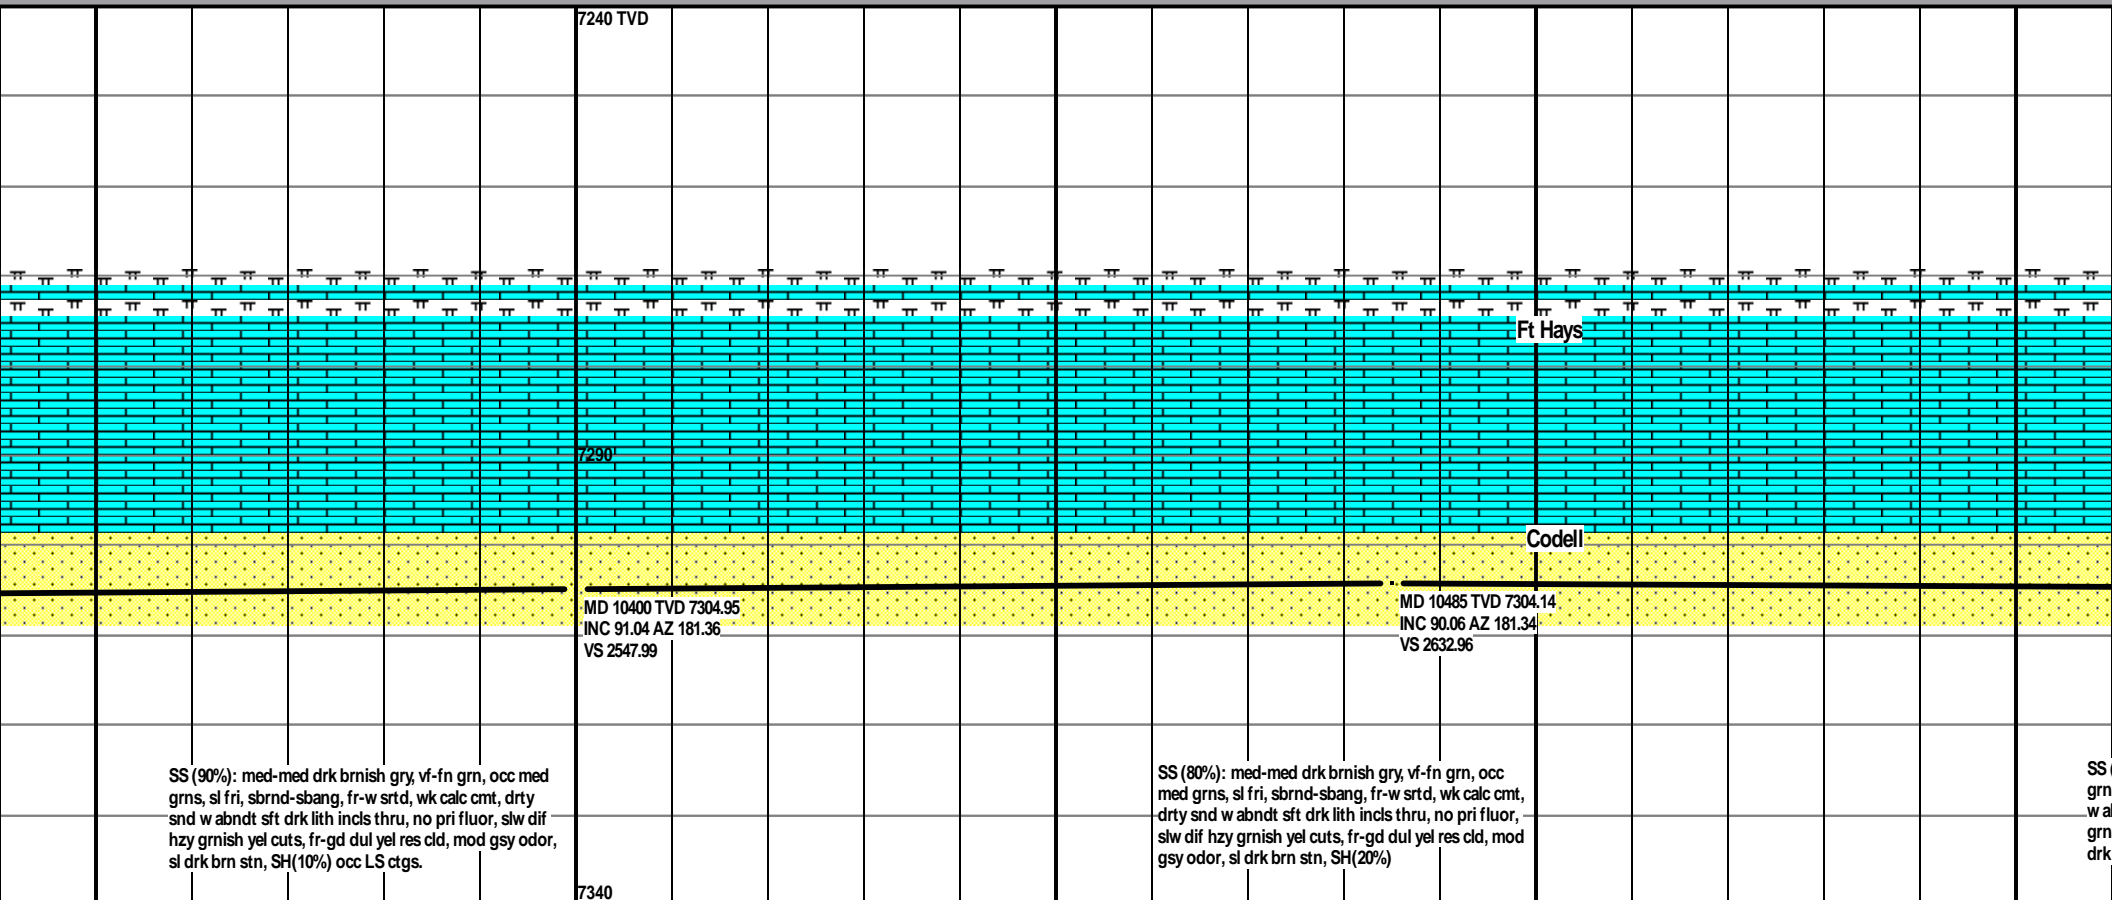 7240 TVD
Ft Hays
7290'
Codell
MD 10400 TVD 7304.95
INC 91.04 AZ 181.36
VS 2547.99
MD 10485 TVD 7304.14
INC 90.06 AZ 181.34
VS 2632.96
SS (90%): med-med drk brnish gry, vf-fn grn, occ med
grns, sl fri, sbrnd-sbang, fr-w srtd, wk calc cmt, drty
snd w abndt sft drk lith incls thru, no pri fluor, slw dif
hzy grnish yel cuts, fr-gd dul yel res cld, mod gsy odor,
sl drk brn stn, SH(10%) occ LS ctgs.
SS (80%): med-med drk brnish gry, vf-fn grn, occ
med grns, sl fri, sbrnd-sbang, fr-w srtd, wk calc cmt,
drty snd w abndt sft drk lith incls thru, no pri fluor,
slw dif hzy grnish yel cuts, fr-gd dul yel res cld, mod
gsy odor, sl drk brn stn, SH(20%)
SS (
grn
w al
grn
drk
7340